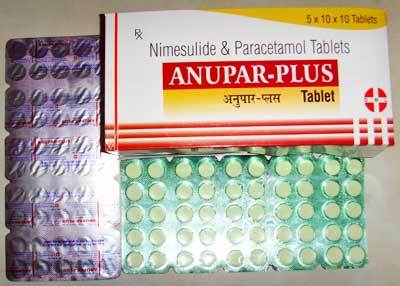 5 x 10 x 10 Tablets
Rx
Nimesulide & Paracetamol Tablets
ANUPAR-PLUS
अनुपार-प्लस Tablet